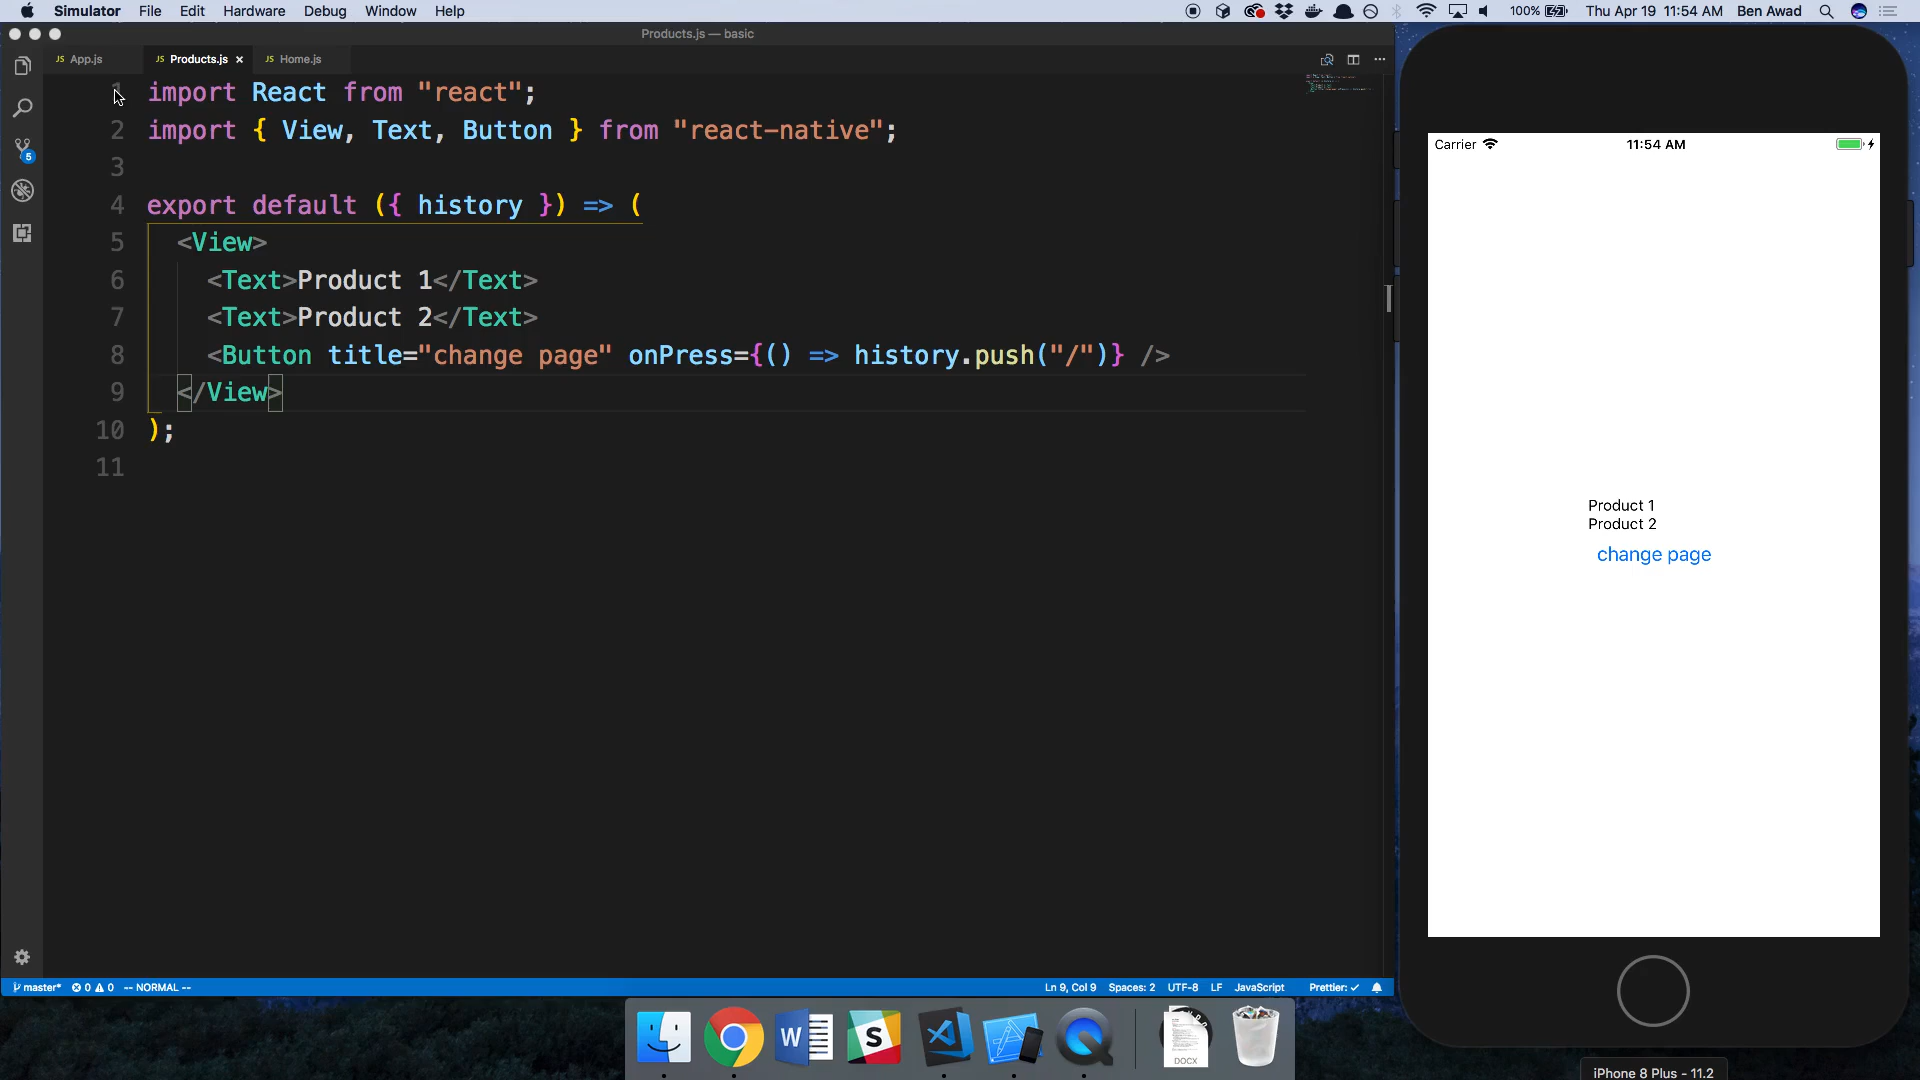 Simulator File Edit Hardware Debug Window Help 100% Thu Apr 19 11:54 AM Ben Awad
Products.js — basic
JS App.js JS Products.js × JS Home.js
1 import React from "react";
2 import { View, Text, Button } from "react-native";
3
4 export default ({ history }) => (
5 <View>
6 <Text>Product 1</Text>
7 <Text>Product 2</Text>
8 <Button title="change page" onPress={() => history.push("/")} />
9 </View>
10 );
11
5
master* 0 0 -- NORMAL -- Ln 9, Col 9 Spaces: 2 UTF-8 LF JavaScript Prettier: ✓
Carrier 11:54 AM
Product 1
Product 2
change page
W S DOCX
iPhone 8 Plus - 11.2